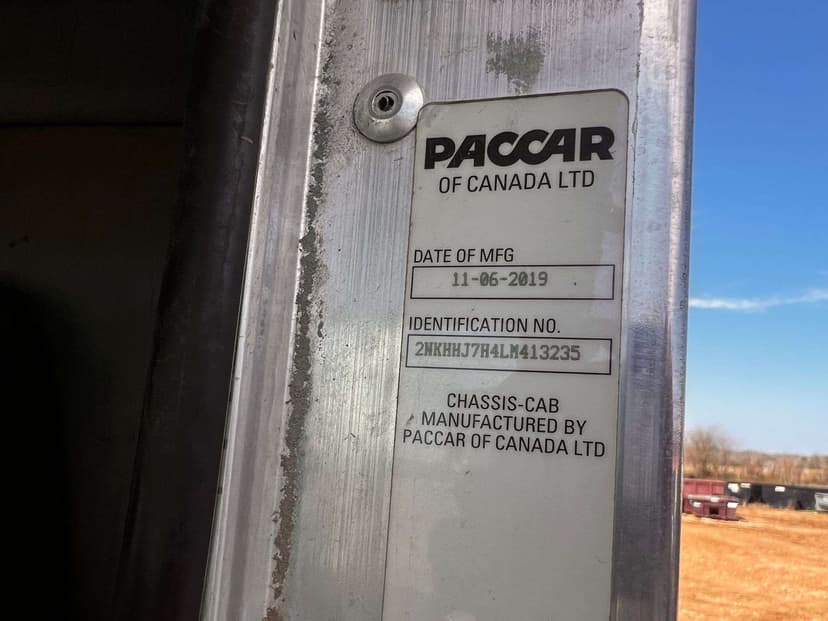 PACCAR
OF CANADA LTD
DATE OF MFG
11-06-2019
IDENTIFICATION NO.
2NKHHJ7H4LM413235
CHASSIS-CAB
MANUFACTURED BY
PACCAR OF CANADA LTD